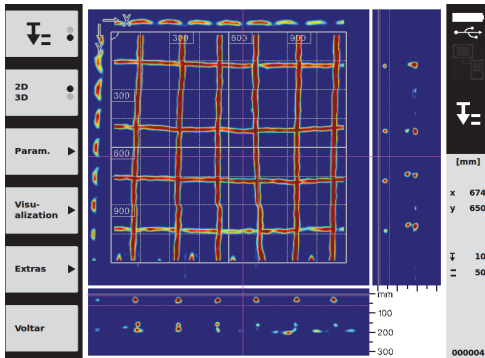 2D
3D
Param.
Visu-
alization
Extras
Voltar
X
Y
300
600
900
300
600
900
mm
100
200
300
[mm]
x 674
y 650
10
50
000004